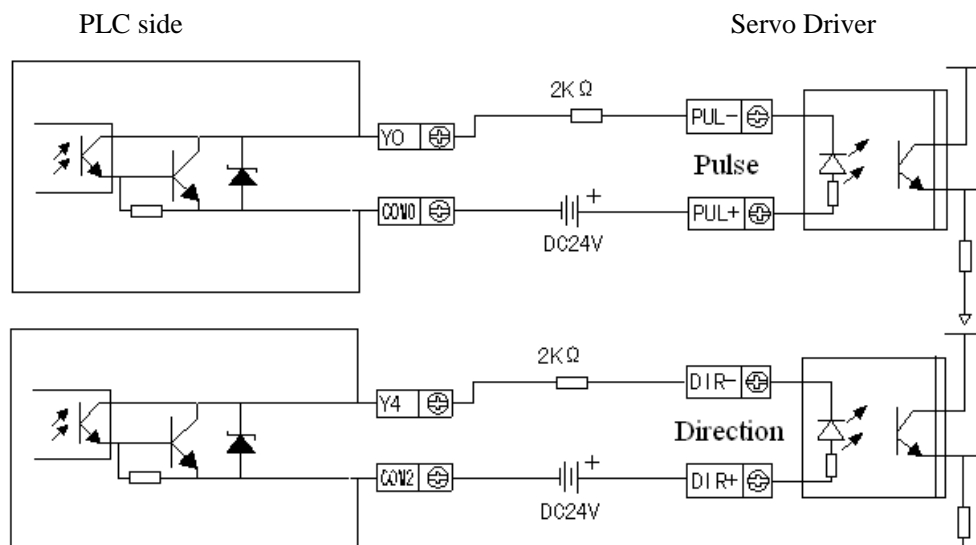 PLC side
Servo Driver
2KΩ
Y0
PUL-
Pulse
COM0
+
PUL+
DC24V
2KΩ
Y4
DIR-
Direction
COM2
+
DIR+
DC24V